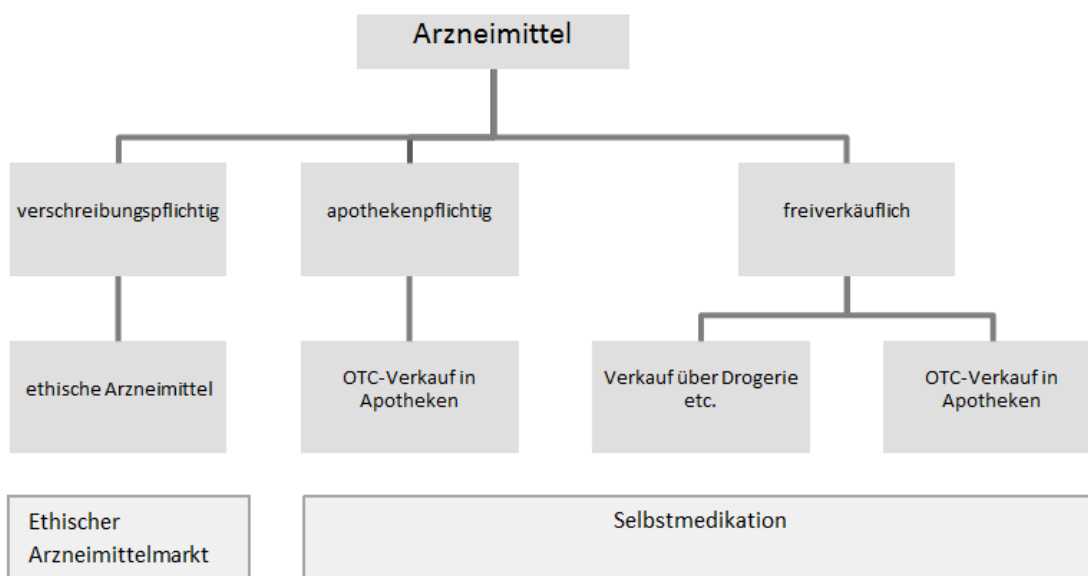 Arzneimittel
verschreibungspflichtig
apothekenpflichtig
freiverkäuflich
ethische Arzneimittel
OTC-Verkauf in
Apotheken
Verkauf über Drogerie
etc.
OTC-Verkauf in
Apotheken
Ethischer
Arzneimittelmarkt
Selbstmedikation